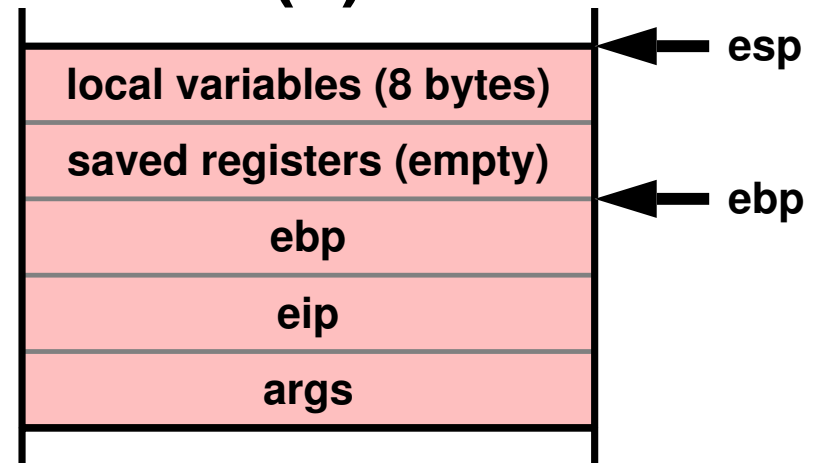 esp
local variables (8 bytes)
saved registers (empty)
ebp
ebp
eip
args